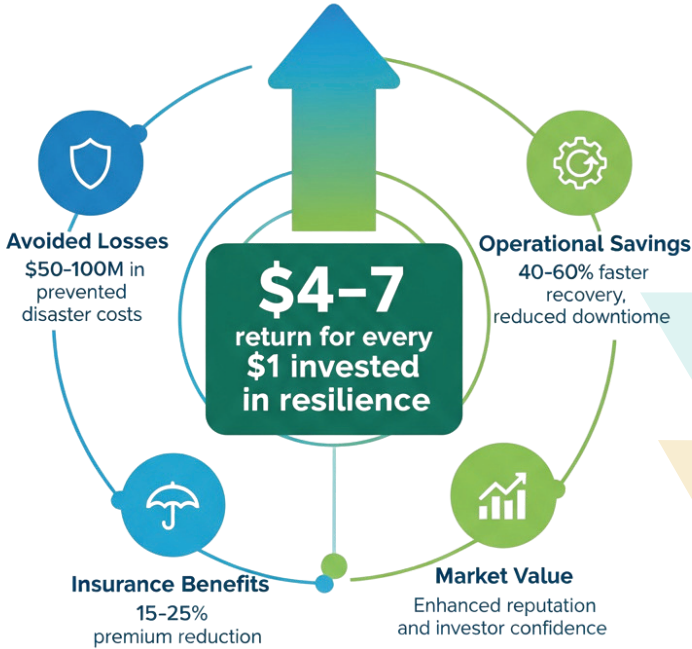 $4–7
return for every
$1 invested
in resilience
Avoided Losses
$50–100M in
prevented
disaster costs
Operational Savings
40–60% faster
recovery,
reduced downtiome
Insurance Benefits
15–25%
premium reduction
Market Value
Enhanced reputation
and investor confidence